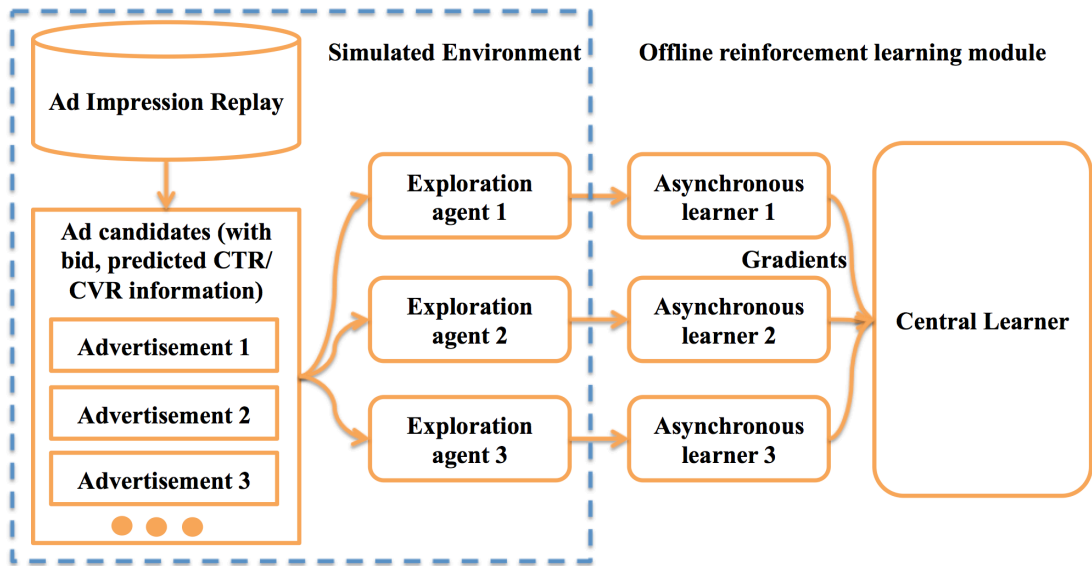 Simulated Environment
Offline reinforcement learning module
Ad Impression Replay
Ad candidates (with
bid, predicted CTR/
CVR information)
Advertisement 1
Advertisement 2
Advertisement 3
Exploration
agent 1
Exploration
agent 2
Exploration
agent 3
Asynchronous
learner 1
Gradients
Asynchronous
learner 2
Asynchronous
learner 3
Central Learner